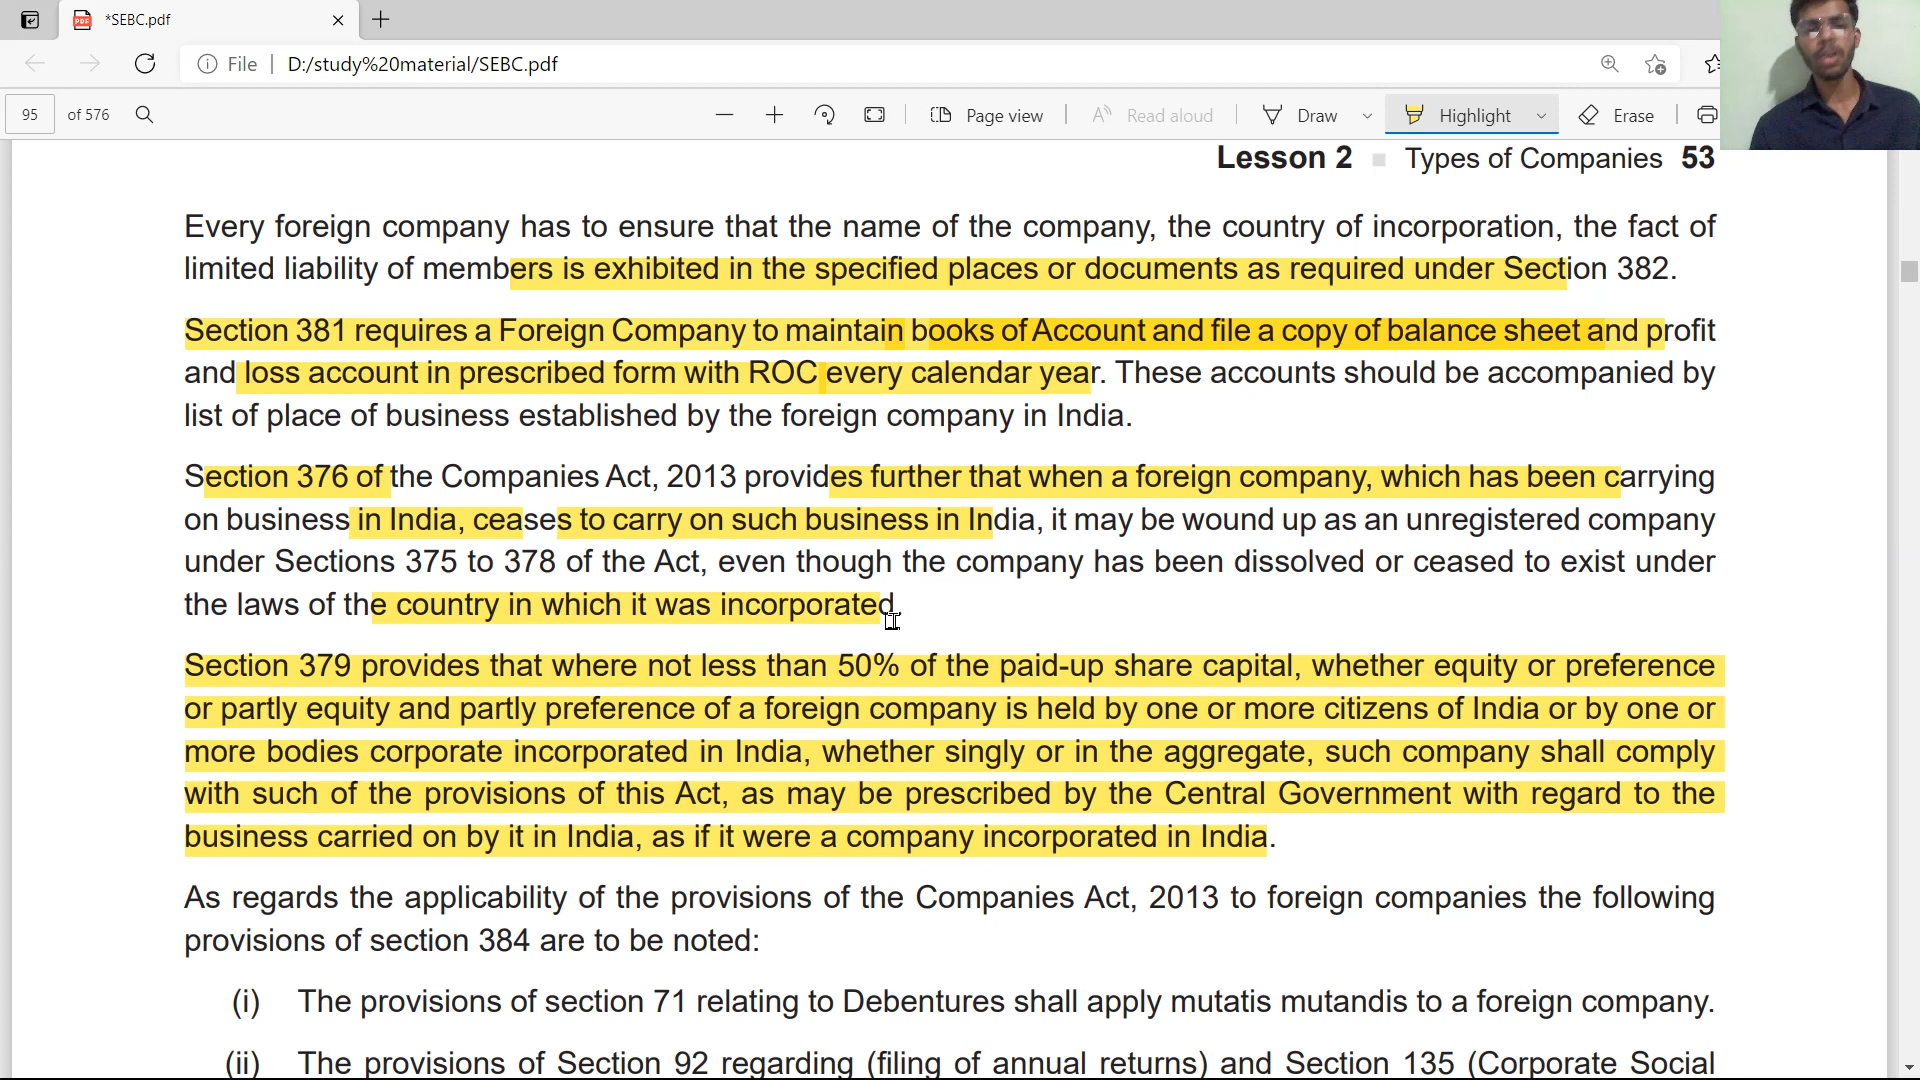 *SEBC.pdf
File D:/study%20material/SEBC.pdf
95 of 576 Page view Read aloud Draw Highlight Erase
Lesson 2 Types of Companies 53
Every foreign company has to ensure that the name of the company, the country of incorporation, the fact of
limited liability of members is exhibited in the specified places or documents as required under Section 382.
Section 381 requires a Foreign Company to maintain books of Account and file a copy of balance sheet and profit
and loss account in prescribed form with ROC every calendar year. These accounts should be accompanied by
list of place of business established by the foreign company in India.
Section 376 of the Companies Act, 2013 provides further that when a foreign company, which has been carrying
on business in India, ceases to carry on such business in India, it may be wound up as an unregistered company
under Sections 375 to 378 of the Act, even though the company has been dissolved or ceased to exist under
the laws of the country in which it was incorporated.
Section 379 provides that where not less than 50% of the paid-up share capital, whether equity or preference
or partly equity and partly preference of a foreign company is held by one or more citizens of India or by one or
more bodies corporate incorporated in India, whether singly or in the aggregate, such company shall comply
with such of the provisions of this Act, as may be prescribed by the Central Government with regard to the
business carried on by it in India, as if it were a company incorporated in India.
As regards the applicability of the provisions of the Companies Act, 2013 to foreign companies the following
provisions of section 384 are to be noted:
(i) The provisions of section 71 relating to Debentures shall apply mutatis mutandis to a foreign company.
(ii) The provisions of Section 92 regarding (filing of annual returns) and Section 135 (Corporate Social